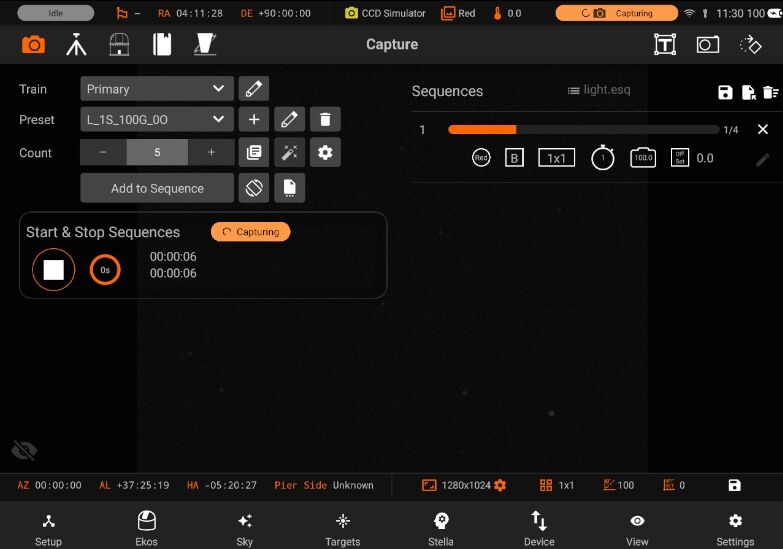 Idle -- RA 04:11:28 DE +90:00:00 CCD Simulator Red 0.0 Capturing 11:30 100
Capture
Train Primary
Sequences light.esq
Preset L_1S_100G_0O
1 1/4
Count - 5 +
Red B 1x1 1 100.0 Off Set 0.0
Add to Sequence
Start & Stop Sequences Capturing
0s 00:00:06
00:00:06
AZ 00:00:00 AL +37:25:19 HA -05:20:27 Pier Side Unknown 1280x1024 1x1 100 0
Setup Ekos Sky Targets Stella Device View Settings